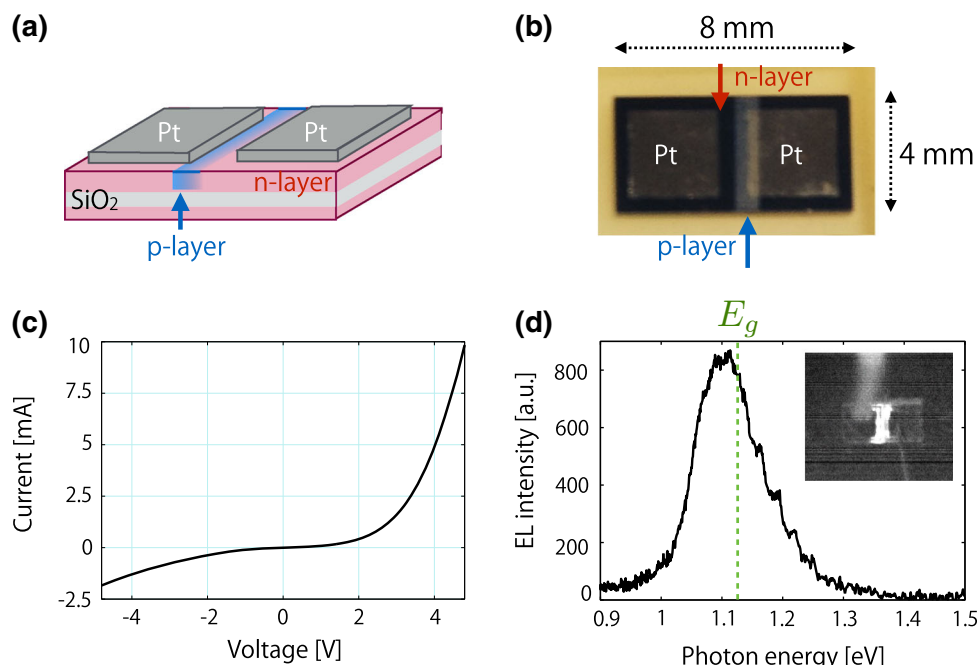 (a)
Pt
Pt
n-layer
SiO₂
p-layer
(b)
8 mm
n-layer
Pt
Pt
4 mm
p-layer
(c)
Current [mA]
10
7.5
5
2.5
0
-2.5
-4
-2
0
2
4
Voltage [V]
(d)
E_g
EL intensity [a.u.]
800
600
400
200
0
0.9
1
1.1
1.2
1.3
1.4
1.5
Photon energy [eV]